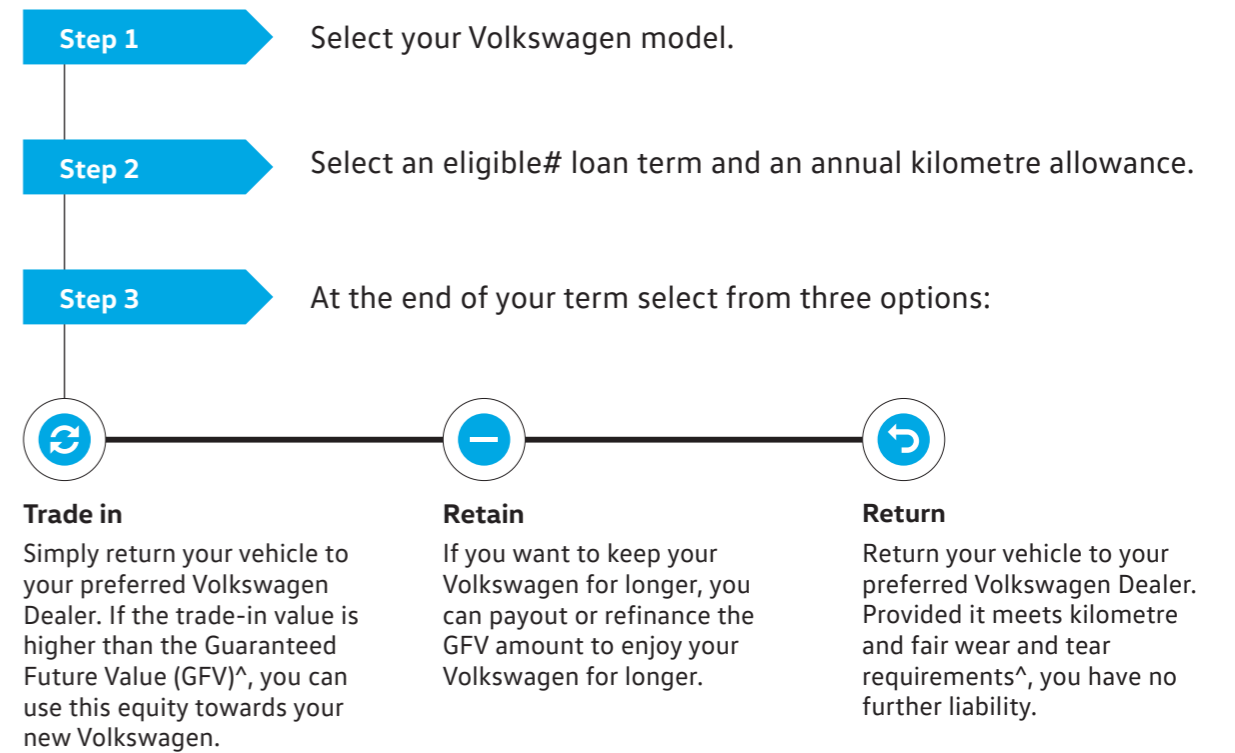 Step 1
Select your Volkswagen model.
Step 2
Select an eligible# loan term and an annual kilometre allowance.
Step 3
At the end of your term select from three options:
Trade in
Simply return your vehicle to
your preferred Volkswagen
Dealer. If the trade-in value is
higher than the Guaranteed
Future Value (GFV)^, you can
use this equity towards your
new Volkswagen.
Retain
If you want to keep your
Volkswagen for longer, you
can payout or refinance the
GFV amount to enjoy your
Volkswagen for longer.
Return
Return your vehicle to your
preferred Volkswagen Dealer.
Provided it meets kilometre
and fair wear and tear
requirements^, you have no
further liability.